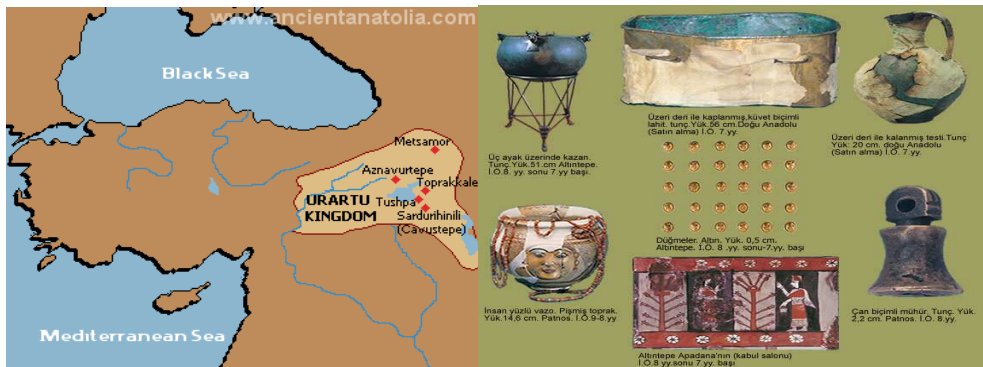 www.ancientanatolia.com
Black Sea
Metsamor
Aznavurtepe
Toprakkale
URARTU
KINGDOM
Tushpa
Sardurihinili
(Cavustepe)
Mediterranean Sea
Üç ayak üzerinde kazan.
Tunç.Yük.51.cm Altıntepe.
İ.Ö.8. yy. sonu 7 yy başı.
Üzeri deri ile kaplanmış,küvet biçimli
lahit. tunç.Yük.56 cm.Doğu Anadolu
(Satın alma) İ.Ö. 7.yy.
Üzeri deri ile kalanmış testi.Tunç
Yük: 20 cm. doğu Anadolu
(Satın alma) İ.Ö. 7.yy.
Düğmeler. Altın. Yük. 0,5 cm.
Altıntepe. İ.Ö. 8 .yy. sonu-7.yy. başı
İnsan yüzlü vazo. Pişmiş toprak.
Yük.14,6 cm. Patnos. İ.Ö.9-8.yy
Altıntepe Apadana'nın (kabul salonu)
İ.Ö.8 yy.sonu 7.yy. başı
Çan biçimli mühür. Tunç. Yük.
2,2 cm. Patnos. İ.Ö. 8.yy.